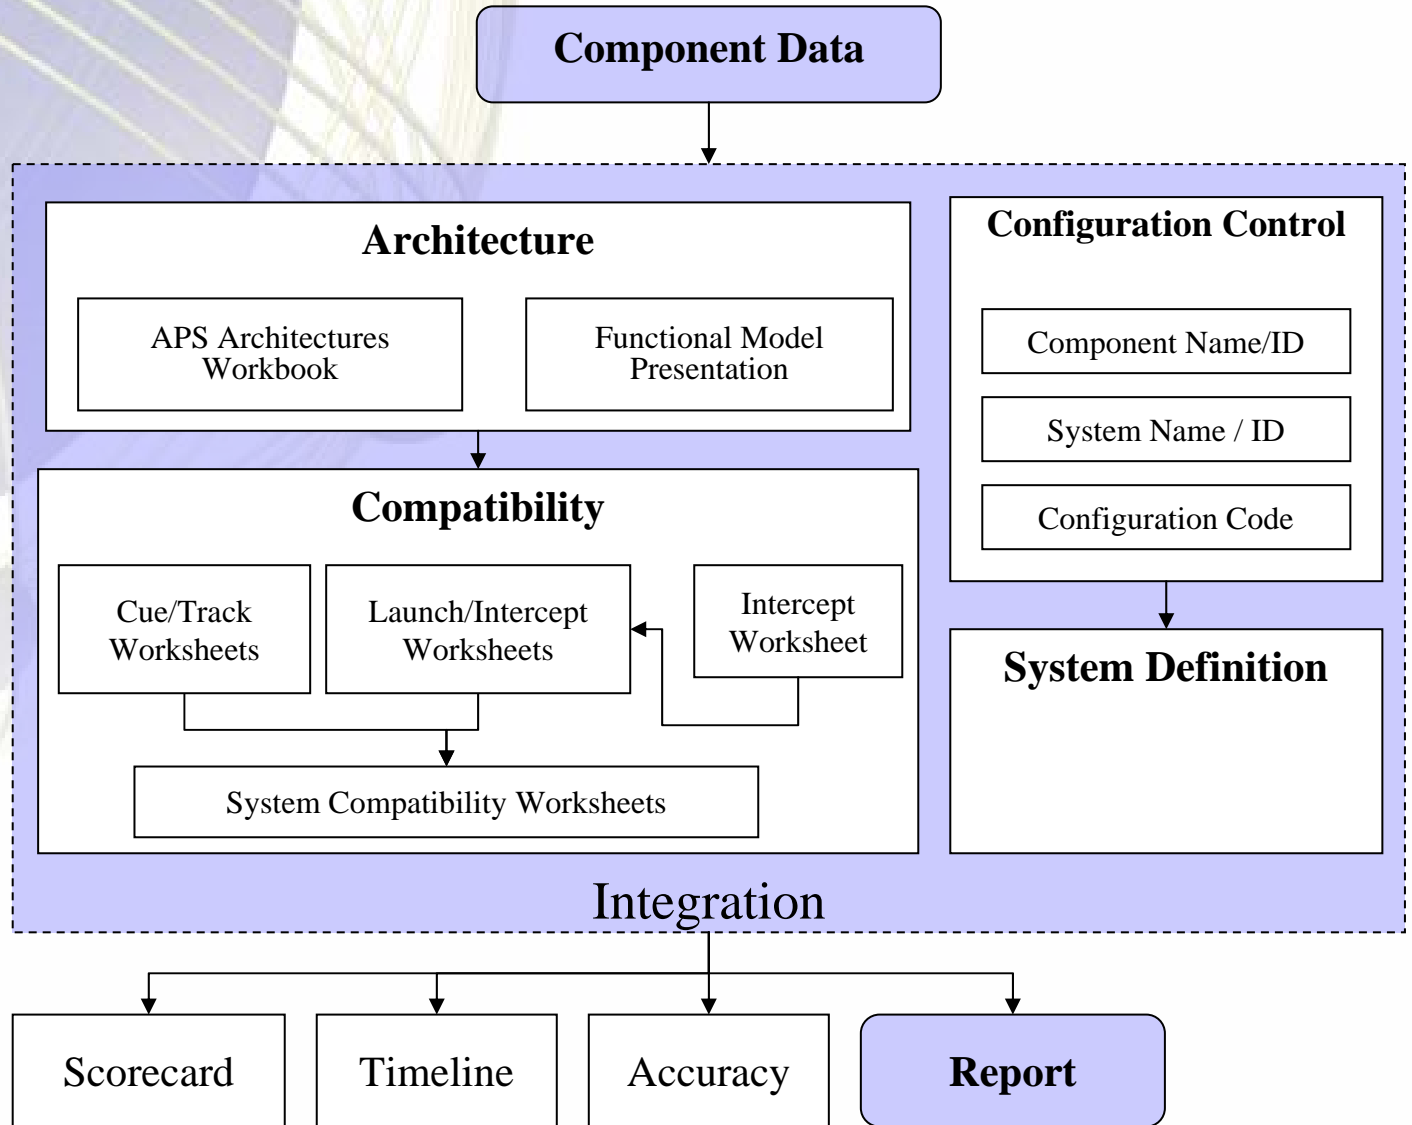 Component Data
Architecture
APS Architectures
Workbook
Functional Model
Presentation
Configuration Control
Component Name/ID
System Name / ID
Configuration Code
Compatibility
Cue/Track
Worksheets
Launch/Intercept
Worksheets
Intercept
Worksheet
System Compatibility Worksheets
System Definition
Integration
Scorecard
Timeline
Accuracy
Report